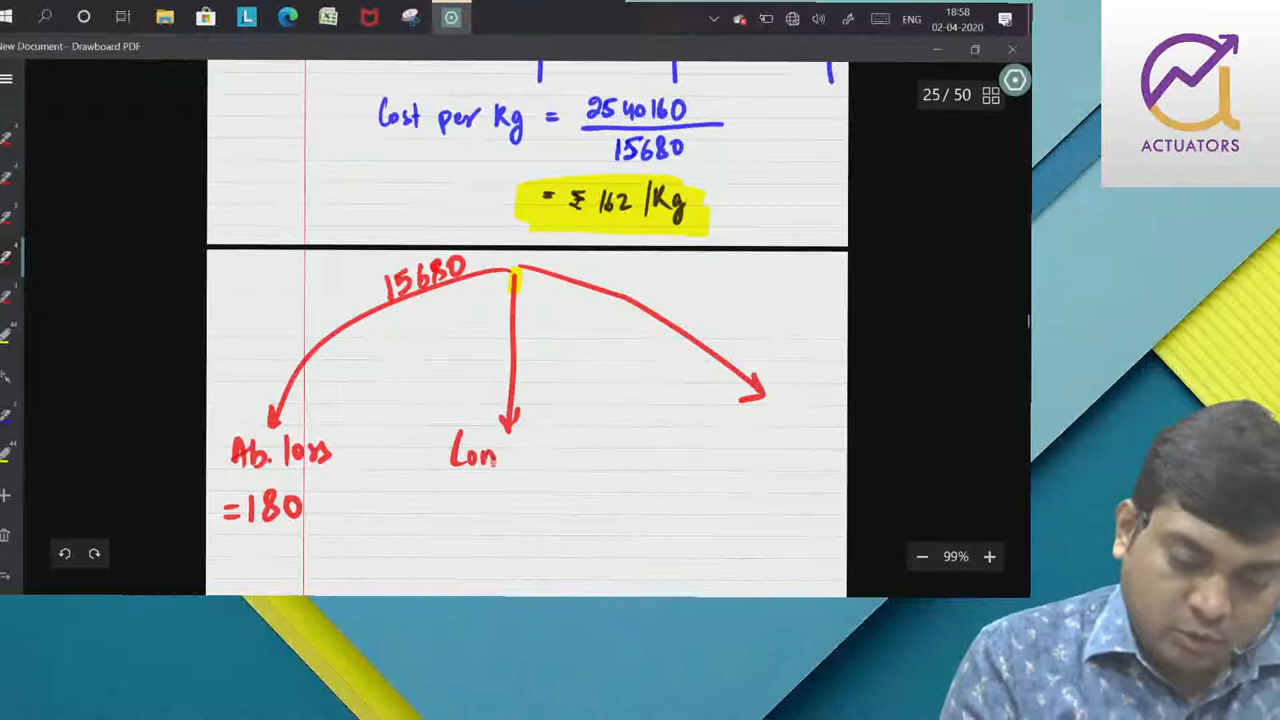 18:58
ENG
02-04-2020
New Document - Drawboard PDF
25 / 50
ACTUATORS
Cost per Kg = 2540160
15680
= ₹ 162 /Kg
15680
Ab. loss
Con
= 180
99%